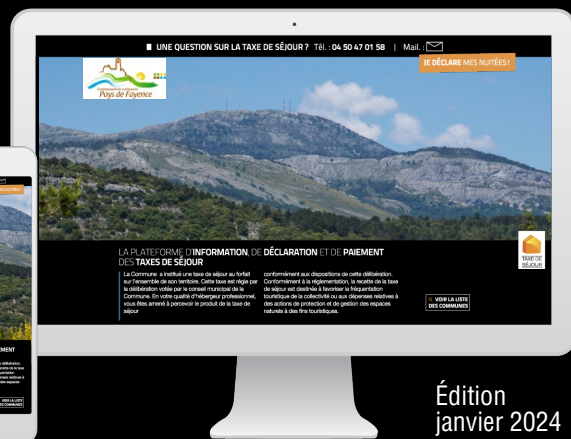 UNE QUESTION SUR LA TAXE DE SÉJOUR ? Tél. : 04 50 47 01 58 | Mail. :
JE DÉCLARE MES NUITÉES !
Pays de Fayence
LA PLATEFORME D'INFORMATION, DE DÉCLARATION ET DE PAIEMENT
DES TAXES DE SÉJOUR
La Commune a institué une taxe de séjour au forfait
sur l'ensemble de son territoire. Cette taxe est régie par
la délibération votée par le conseil municipal de la
Commune. En votre qualité d'hébergeur professionnel,
vous êtes amené à percevoir le produit de la taxe de
séjour
conformément aux dispositions de cette délibération.
Conformément à la réglementation, la recette de la taxe
de séjour est destinée à favoriser la fréquentation
touristique de la collectivité ou aux dépenses relatives à
des actions de protection et de gestion des espaces
naturels à des fins touristiques.
TAXE DE
SÉJOUR
VOIR LA LISTE
DES COMMUNES
Édition
janvier 2024